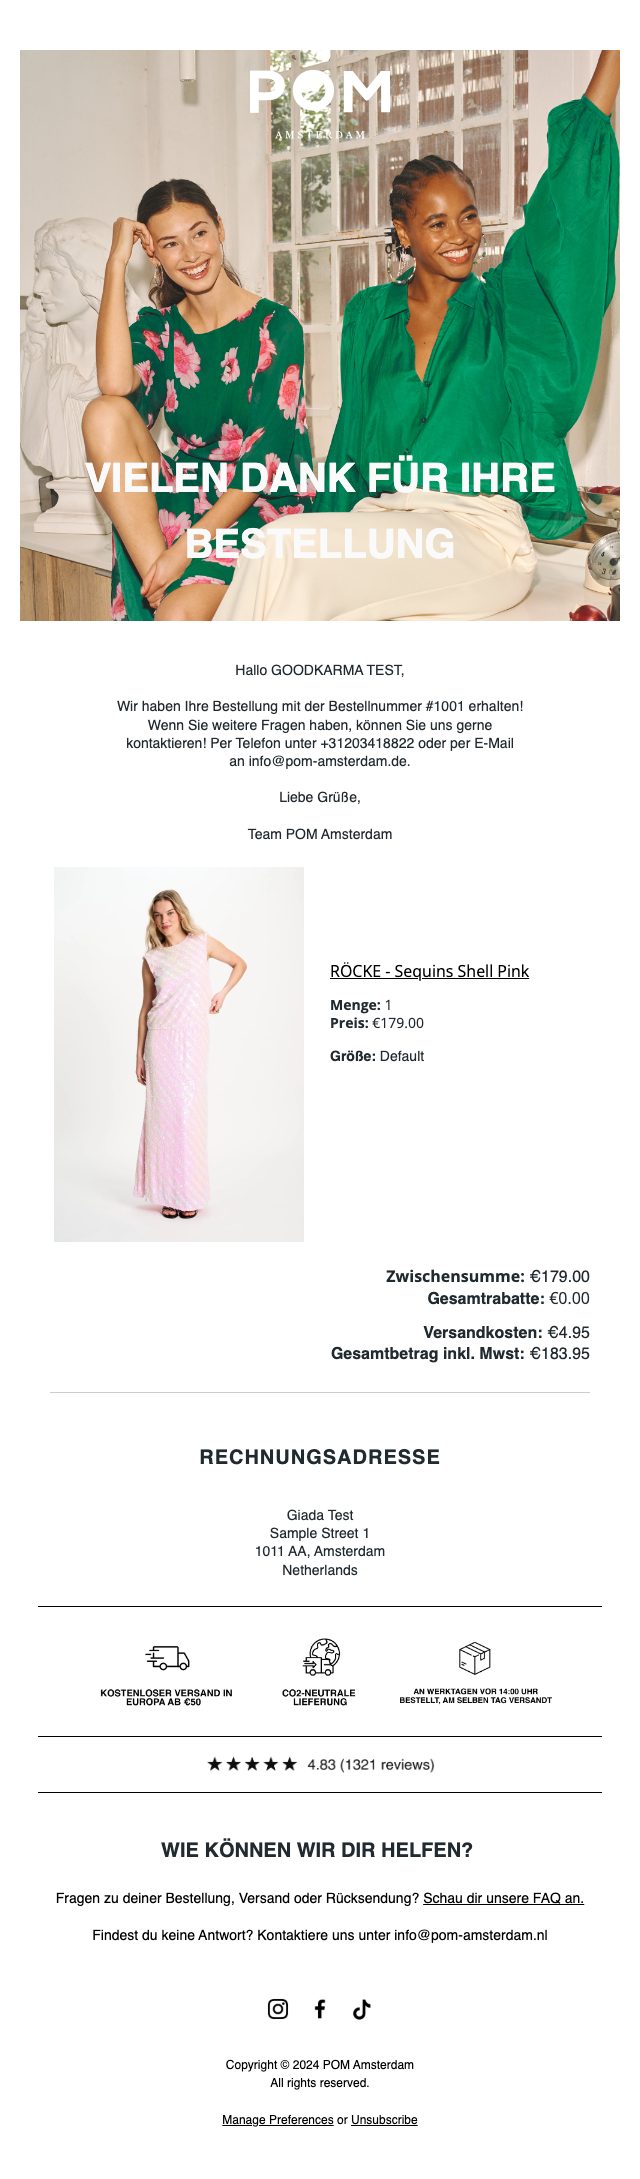 POM
AMSTERDAM
VIELEN DANK FÜR IHRE
BESTELLUNG
Hallo GOODKARMA TEST,
Wir haben Ihre Bestellung mit der Bestellnummer #1001 erhalten!
Wenn Sie weitere Fragen haben, können Sie uns gerne
kontaktieren! Per Telefon unter +31203418822 oder per E-Mail
an info@pom-amsterdam.de.
Liebe Grüße,
Team POM Amsterdam
RÖCKE - Sequins Shell Pink
Menge: 1
Preis: €179.00
Größe: Default
Zwischensumme: €179.00
Gesamtrabatte: €0.00
Versandkosten: €4.95
Gesamtbetrag inkl. Mwst: €183.95
RECHNUNGSADRESSE
Giada Test
Sample Street 1
1011 AA, Amsterdam
Netherlands
KOSTENLOSER VERSAND IN
EUROPA AB €50
CO2-NEUTRALE
LIEFERUNG
AN WERKTAGEN VOR 14:00 UHR
BESTELLT, AM SELBEN TAG VERSANDT
★★★★★ 4.83 (1321 reviews)
WIE KÖNNEN WIR DIR HELFEN?
Fragen zu deiner Bestellung, Versand oder Rücksendung? Schau dir unsere FAQ an.
Findest du keine Antwort? Kontaktiere uns unter info@pom-amsterdam.nl
Copyright © 2024 POM Amsterdam
All rights reserved.
Manage Preferences or Unsubscribe